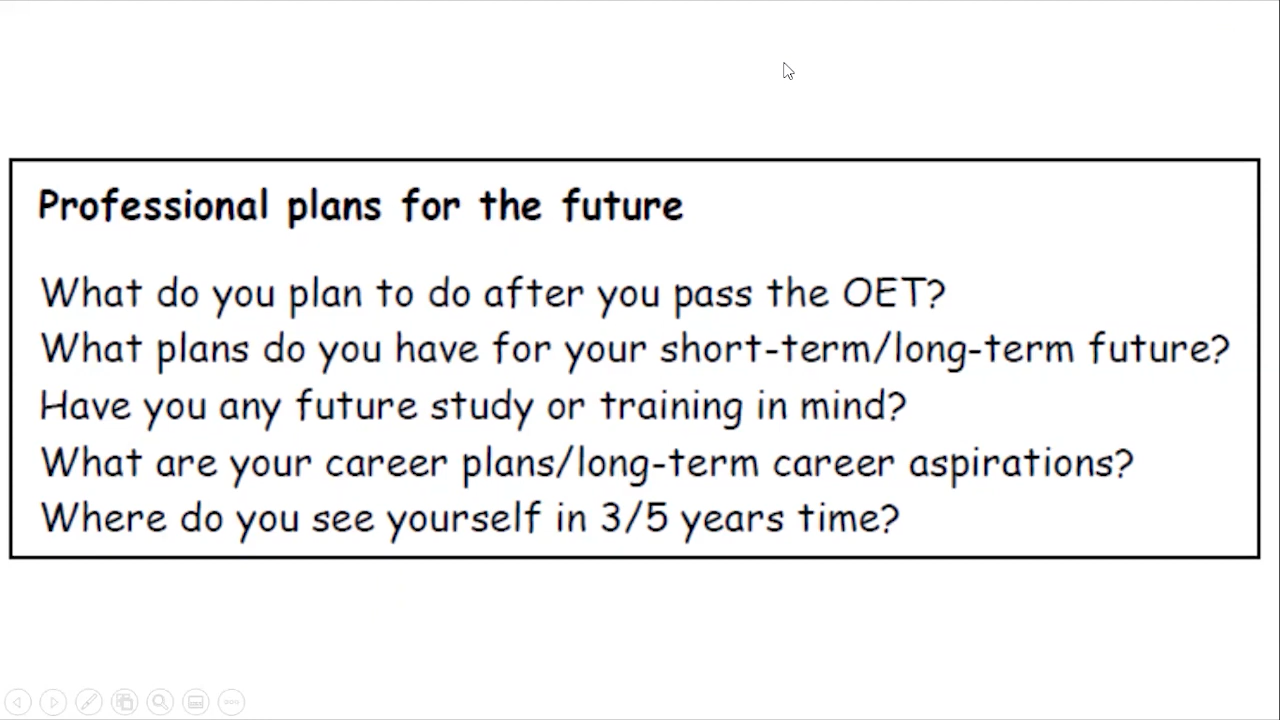 Professional plans for the future
What do you plan to do after you pass the OET?
What plans do you have for your short-term/long-term future?
Have you any future study or training in mind?
What are your career plans/long-term career aspirations?
Where do you see yourself in 3/5 years time?